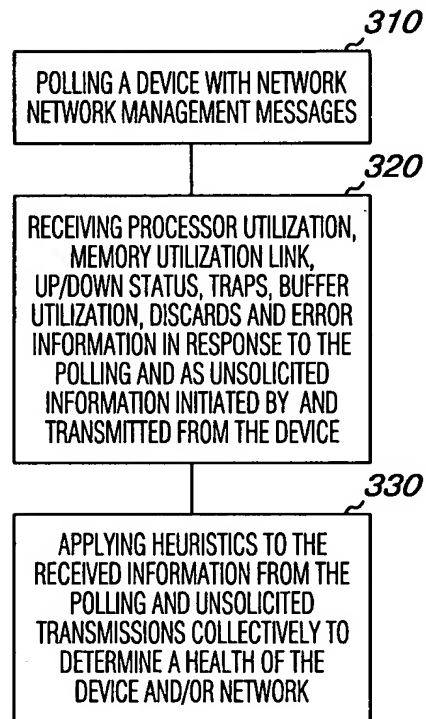 310
POLLING A DEVICE WITH NETWORK
NETWORK MANAGEMENT MESSAGES
320
RECEIVING PROCESSOR UTILIZATION,
MEMORY UTILIZATION LINK,
UP/DOWN STATUS, TRAPS, BUFFER
UTILIZATION, DISCARDS AND ERROR
INFORMATION IN RESPONSE TO THE
POLLING AND AS UNSOLICITED
INFORMATION INITIATED BY AND
TRANSMITTED FROM THE DEVICE
330
APPLYING HEURISTICS TO THE
RECEIVED INFORMATION FROM THE
POLLING AND UNSOLICITED
TRANSMISSIONS COLLECTIVELY TO
DETERMINE A HEALTH OF THE
DEVICE AND/OR NETWORK